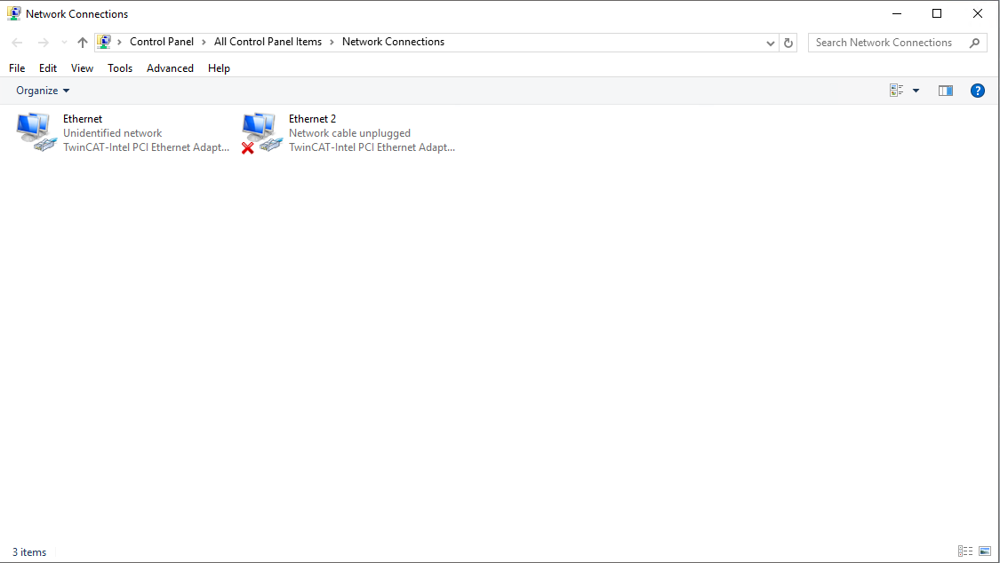 Network Connections
Control Panel > All Control Panel Items > Network Connections
Search Network Connections
File Edit View Tools Advanced Help
Organize
Ethernet
Unidentified network
TwinCAT-Intel PCI Ethernet Adapt...
Ethernet 2
Network cable unplugged
TwinCAT-Intel PCI Ethernet Adapt...
3 items